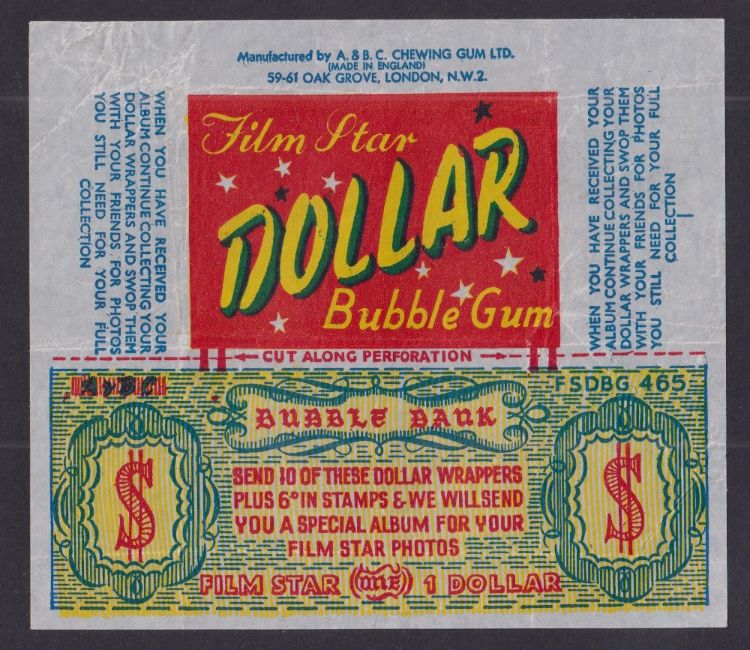 Manufactured by A. & B. C. CHEWING GUM LTD.
(MADE IN ENGLAND)
59-61 OAK GROVE, LONDON, N.W.2.
WHEN YOU HAVE RECEIVED YOUR
ALBUM CONTINUE COLLECTING YOUR
DOLLAR WRAPPERS AND SWOP THEM
WITH YOUR FRIENDS FOR PHOTOS
YOU STILL NEED FOR YOUR FULL
COLLECTION
Film Star
DOLLAR
Bubble Gum
WHEN YOU HAVE RECEIVED YOUR
ALBUM CONTINUE COLLECTING YOUR
DOLLAR WRAPPERS AND SWOP THEM
WITH YOUR FRIENDS FOR PHOTOS
YOU STILL NEED FOR YOUR FULL
COLLECTION
CUT ALONG PERFORATION
FSDBG 465
BUBBLE BANK
$
$
SEND 10 OF THESE DOLLAR WRAPPERS
PLUS 6ᴰ IN STAMPS & WE WILL SEND
YOU A SPECIAL ALBUM FOR YOUR
FILM STAR PHOTOS
FILM STAR ONE 1 DOLLAR